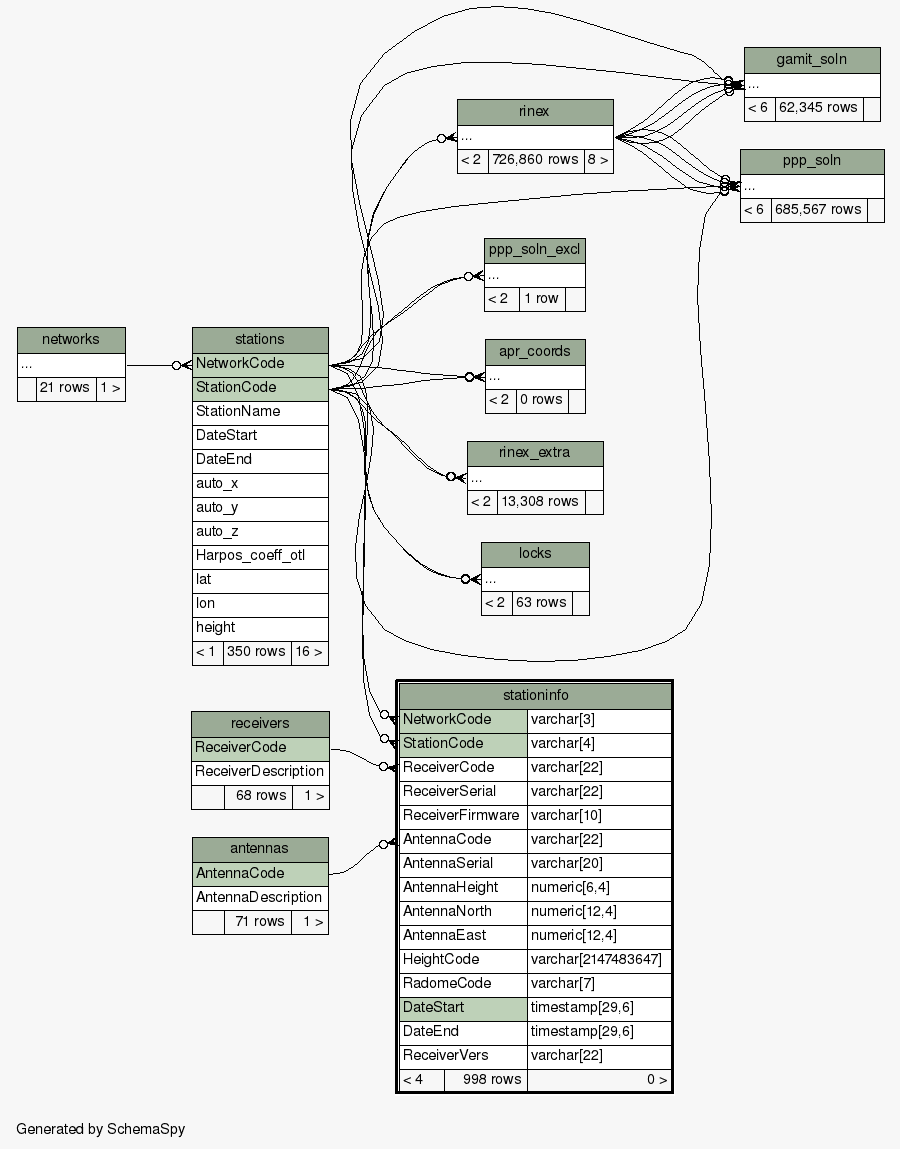 gamit_soln
...
< 6 62,345 rows
rinex
...
< 2 726,860 rows 8 >
ppp_soln
...
< 6 685,567 rows
ppp_soln_excl
...
< 2 1 row
networks
...
21 rows 1 >
stations
NetworkCode
StationCode
StationName
DateStart
DateEnd
auto_x
auto_y
auto_z
Harpos_coeff_otl
lat
lon
height
< 1 350 rows 16 >
apr_coords
...
< 2 0 rows
rinex_extra
...
< 2 13,308 rows
locks
...
< 2 63 rows
receivers
ReceiverCode
ReceiverDescription
68 rows 1 >
antennas
AntennaCode
AntennaDescription
71 rows 1 >
stationinfo
NetworkCode varchar[3]
StationCode varchar[4]
ReceiverCode varchar[22]
ReceiverSerial varchar[22]
ReceiverFirmware varchar[10]
AntennaCode varchar[22]
AntennaSerial varchar[20]
AntennaHeight numeric[6,4]
AntennaNorth numeric[12,4]
AntennaEast numeric[12,4]
HeightCode varchar[2147483647]
RadomeCode varchar[7]
DateStart timestamp[29,6]
DateEnd timestamp[29,6]
ReceiverVers varchar[22]
< 4 998 rows 0 >
Generated by SchemaSpy